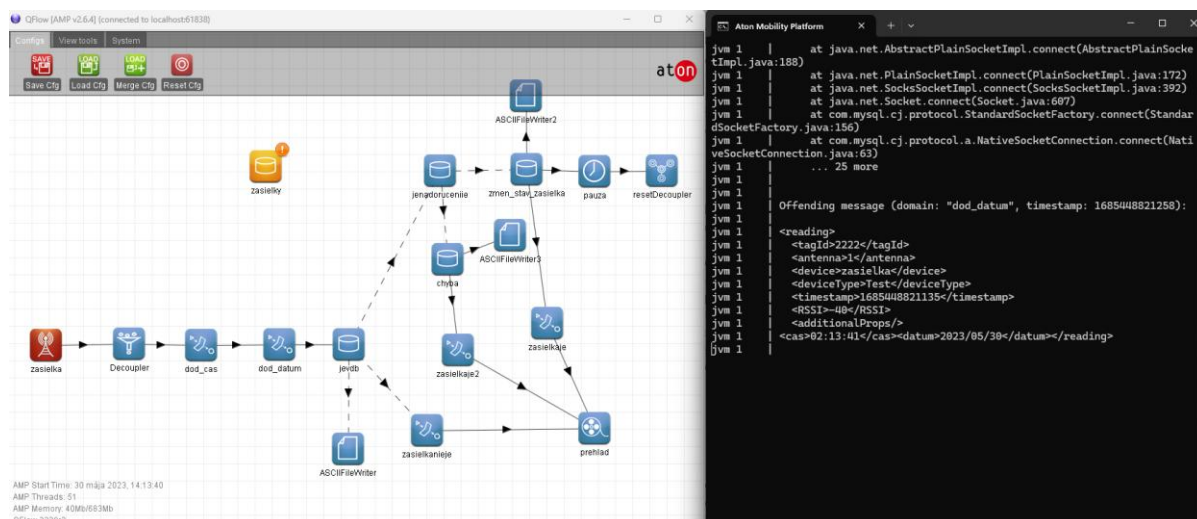 QFlow [AMP v2.6.4] (connected to localhost:61838)
Configs View tools System
SAVE LOAD LOAD
Save Cfg Load Cfg Merge Cfg Reset Cfg
aton
ASCIIFileWriter2
zasielky
jenadorucenie
zmen_stav_zasielka
pauza
resetDecoupler
ASCIIFileWriter3
chyba
zasielka
Decoupler
dod_cas
dod_datum
jevdb
zasielkaje2
zasielkaje
ASCIIFileWriter
zasielkanieje
prehlad
AMP Start Time: 30 mája 2023, 14:13:40
AMP Threads: 51
AMP Memory: 40Mb/683Mb
Aton Mobility Platform
jvm 1 | at java.net.AbstractPlainSocketImpl.connect(AbstractPlainSocke
tImpl.java:188)
jvm 1 | at java.net.PlainSocketImpl.connect(PlainSocketImpl.java:172)
jvm 1 | at java.net.SocksSocketImpl.connect(SocksSocketImpl.java:392)
jvm 1 | at java.net.Socket.connect(Socket.java:607)
jvm 1 | at com.mysql.cj.protocol.StandardSocketFactory.connect(Standar
dSocketFactory.java:156)
jvm 1 | at com.mysql.cj.protocol.a.NativeSocketConnection.connect(Nati
veSocketConnection.java:63)
jvm 1 | ... 25 more
jvm 1 |
jvm 1 |
jvm 1 | Offending message (domain: "dod_datum", timestamp: 1685448821258):
jvm 1 |
jvm 1 | <reading>
jvm 1 | <tagId>2222</tagId>
jvm 1 | <antenna>1</antenna>
jvm 1 | <device>zasielka</device>
jvm 1 | <deviceType>Test</deviceType>
jvm 1 | <timestamp>1685448821135</timestamp>
jvm 1 | <RSSI>-40</RSSI>
jvm 1 | <additionalProps/>
jvm 1 | <cas>02:13:41</cas><datum>2023/05/30</datum></reading>
jvm 1 |